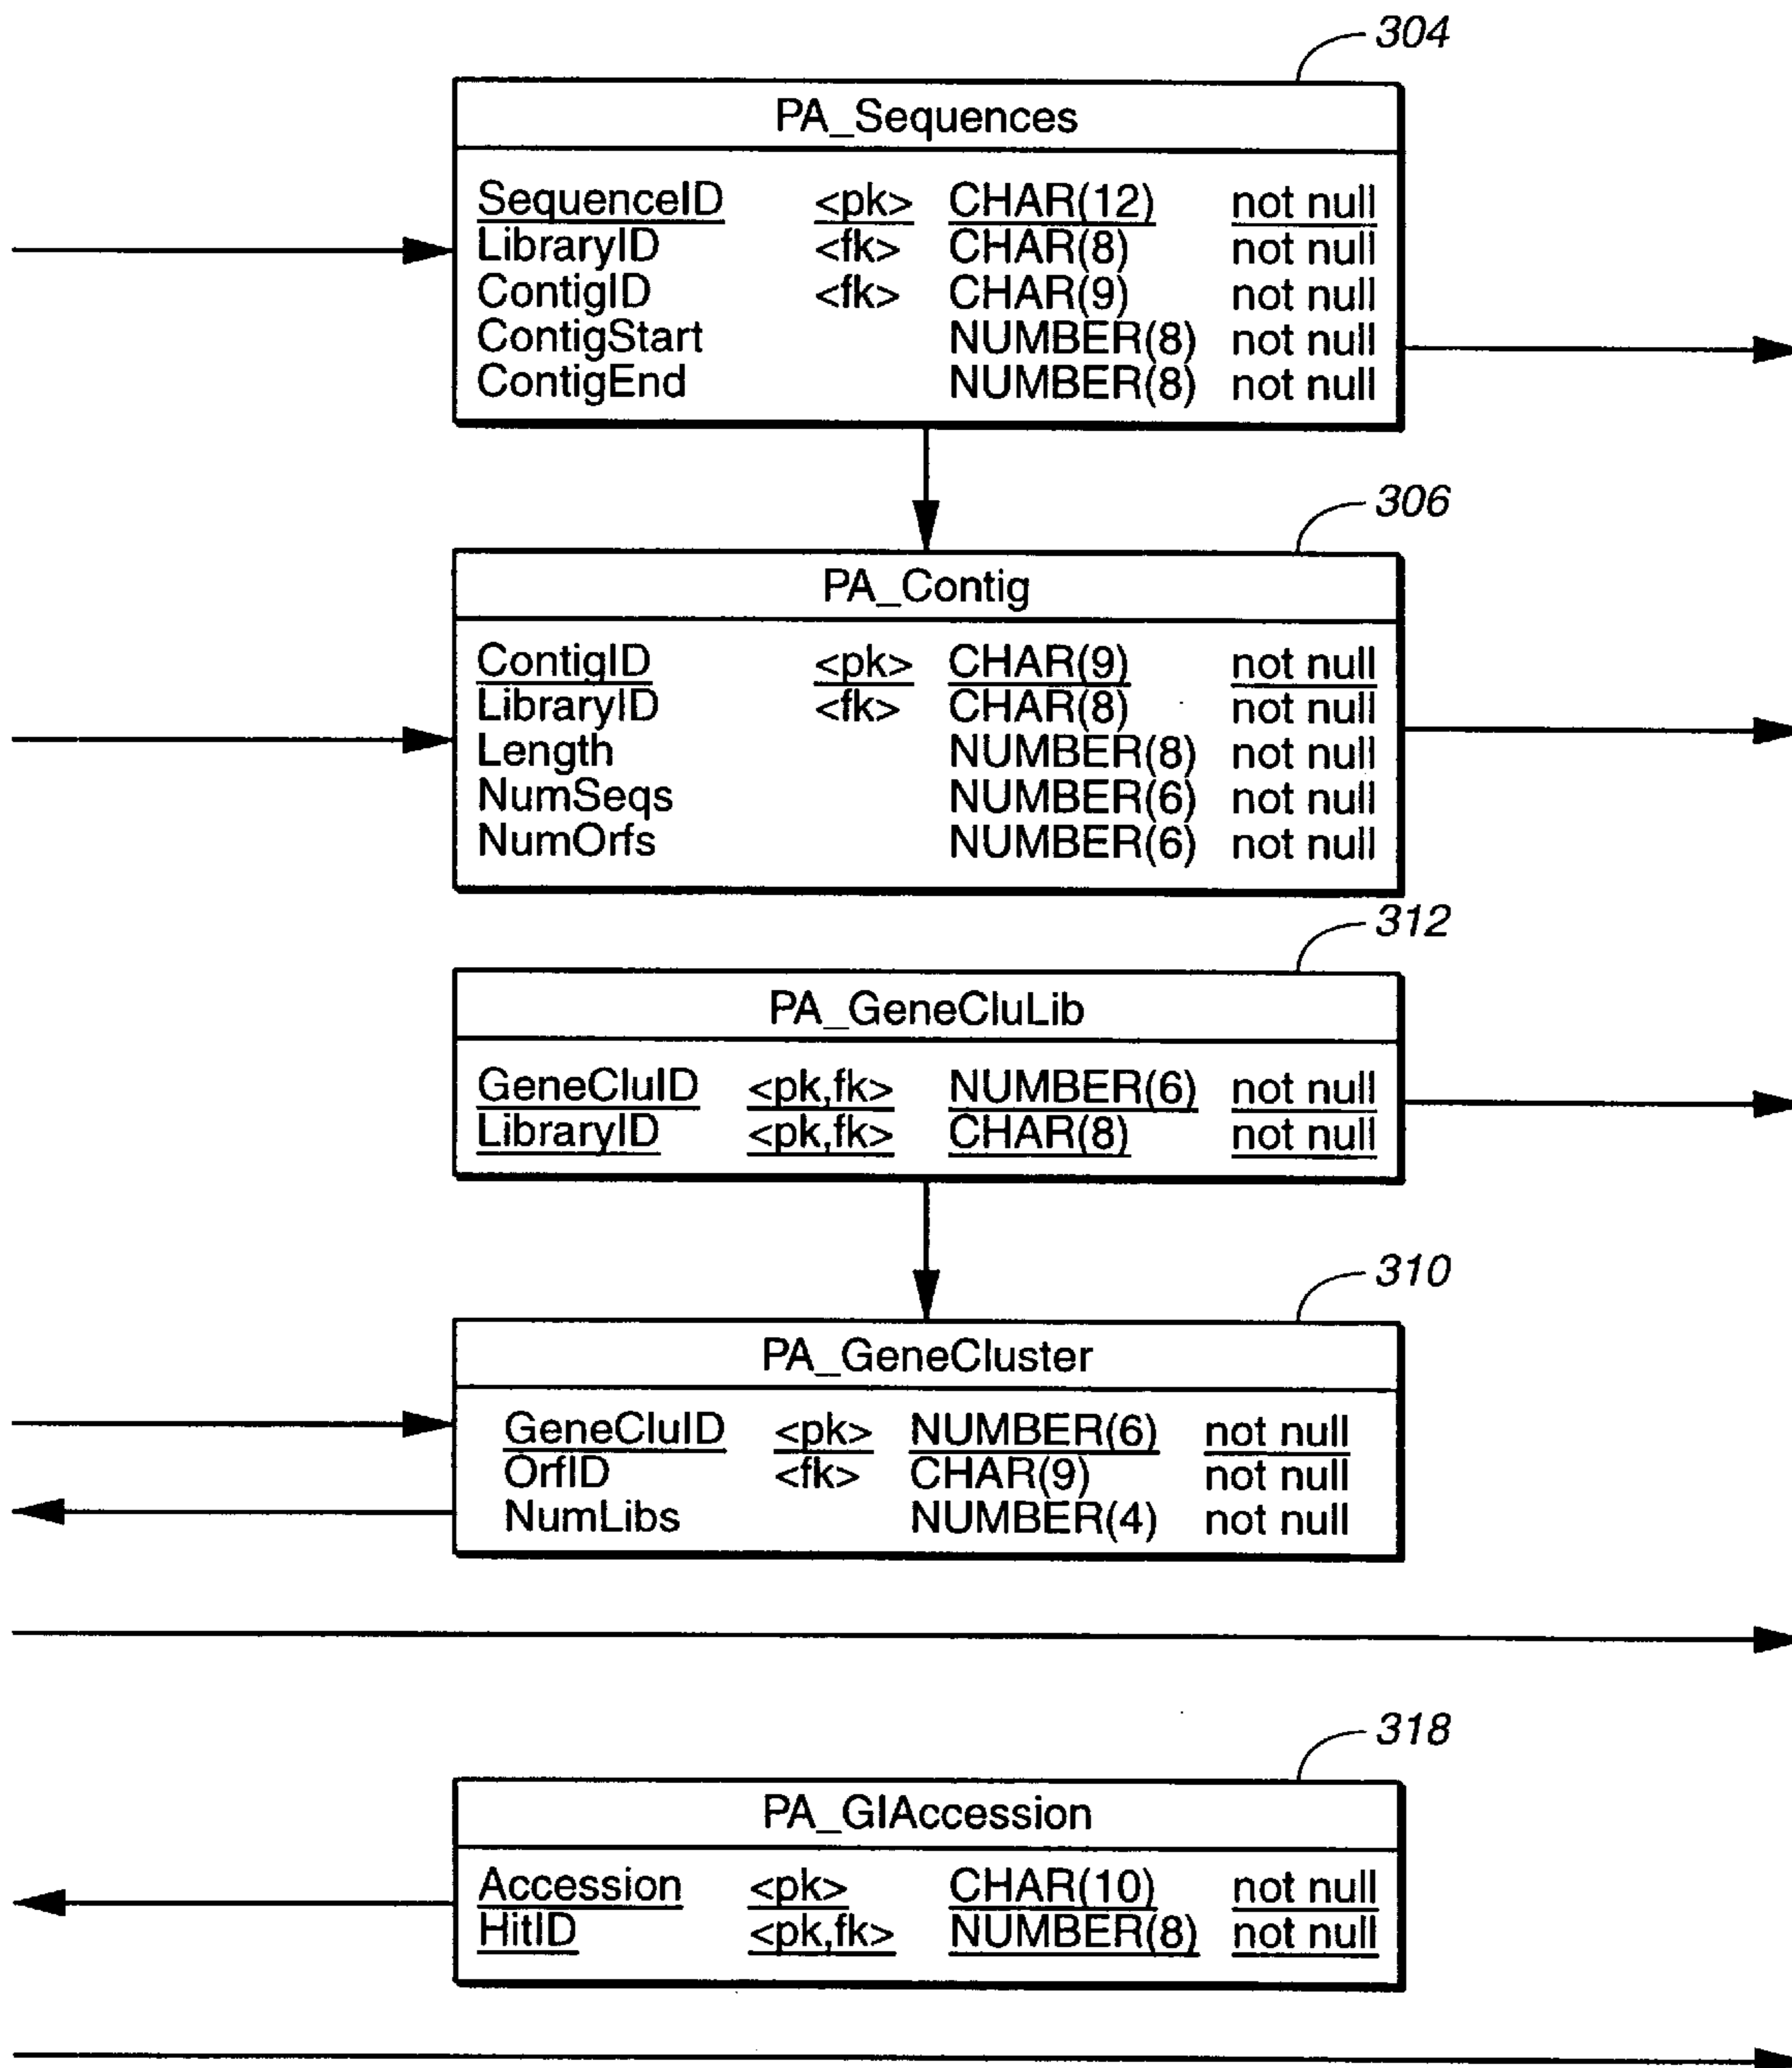 304
PA_Sequences
SequenceID <pk> CHAR(12) not null
LibraryID <fk> CHAR(8) not null
ContigID <fk> CHAR(9) not null
ContigStart NUMBER(8) not null
ContigEnd NUMBER(8) not null
306
PA_Contig
ContigID <pk> CHAR(9) not null
LibraryID <fk> CHAR(8) not null
Length NUMBER(8) not null
NumSeqs NUMBER(6) not null
NumOrfs NUMBER(6) not null
312
PA_GeneCluLib
GeneCluID <pk,fk> NUMBER(6) not null
LibraryID <pk,fk> CHAR(8) not null
310
PA_GeneCluster
GeneCluID <pk> NUMBER(6) not null
OrfID <fk> CHAR(9) not null
NumLibs NUMBER(4) not null
318
PA_GIAccession
Accession <pk> CHAR(10) not null
HitID <pk,fk> NUMBER(8) not null